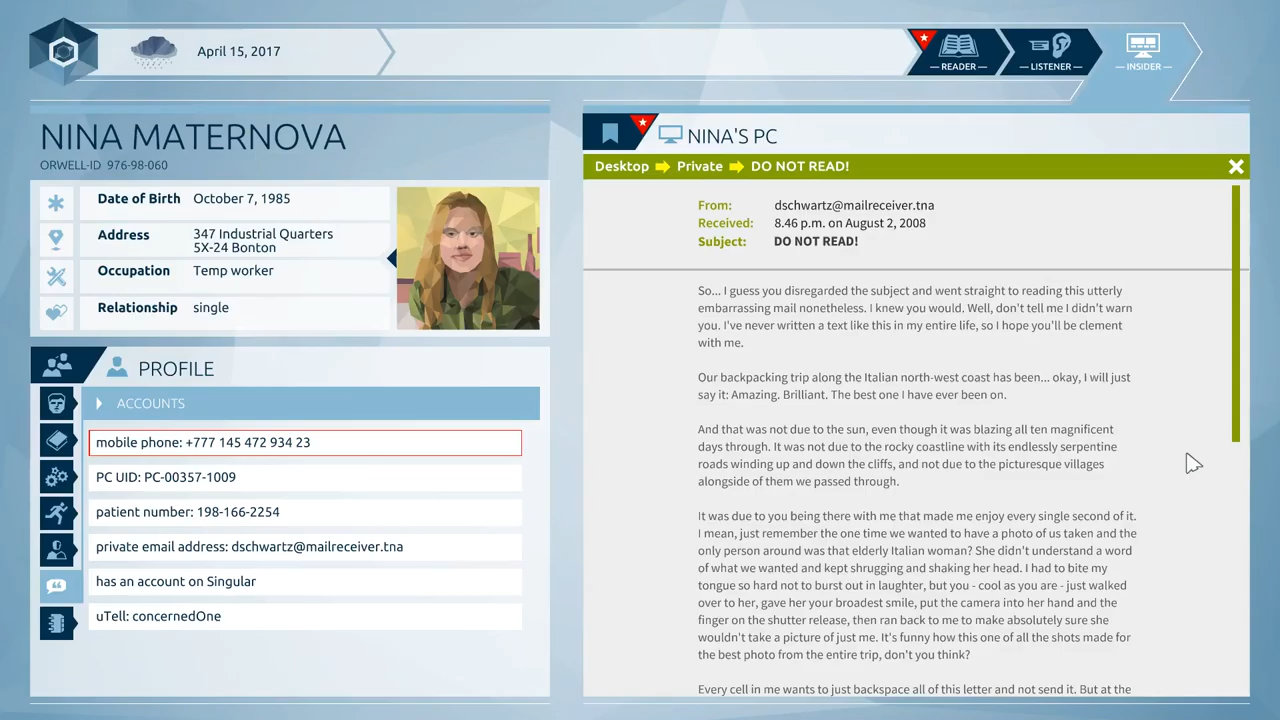 April 15, 2017
— READER —
— LISTENER —
— INSIDER —
NINA MATERNOVA
ORWELL-ID 976-98-060
Date of Birth October 7, 1985
Address 347 Industrial Quarters
5X-24 Bonton
Occupation Temp worker
Relationship single
PROFILE
ACCOUNTS
mobile phone: +777 145 472 934 23
PC UID: PC-00357-1009
patient number: 198-166-2254
private email address: dschwartz@mailreceiver.tna
has an account on Singular
uTell: concernedOne
NINA'S PC
Desktop Private DO NOT READ!
From: dschwartz@mailreceiver.tna
Received: 8.46 p.m. on August 2, 2008
Subject: DO NOT READ!
So... I guess you disregarded the subject and went straight to reading this utterly
embarrassing mail nonetheless. I knew you would. Well, don't tell me I didn't warn
you. I've never written a text like this in my entire life, so I hope you'll be clement
with me.
Our backpacking trip along the Italian north-west coast has been... okay, I will just
say it: Amazing. Brilliant. The best one I have ever been on.
And that was not due to the sun, even though it was blazing all ten magnificent
days through. It was not due to the rocky coastline with its endlessly serpentine
roads winding up and down the cliffs, and not due to the picturesque villages
alongside of them we passed through.
It was due to you being there with me that made me enjoy every single second of it.
I mean, just remember the one time we wanted to have a photo of us taken and the
only person around was that elderly Italian woman? She didn't understand a word
of what we wanted and kept shrugging and shaking her head. I had to bite my
tongue so hard not to burst out in laughter, but you - cool as you are - just walked
over to her, gave her your broadest smile, put the camera into her hand and the
finger on the shutter release, then ran back to me to make absolutely sure she
wouldn't take a picture of just me. It's funny how this one of all the shots made for
the best photo from the entire trip, don't you think?
Every cell in me wants to just backspace all of this letter and not send it. But at the